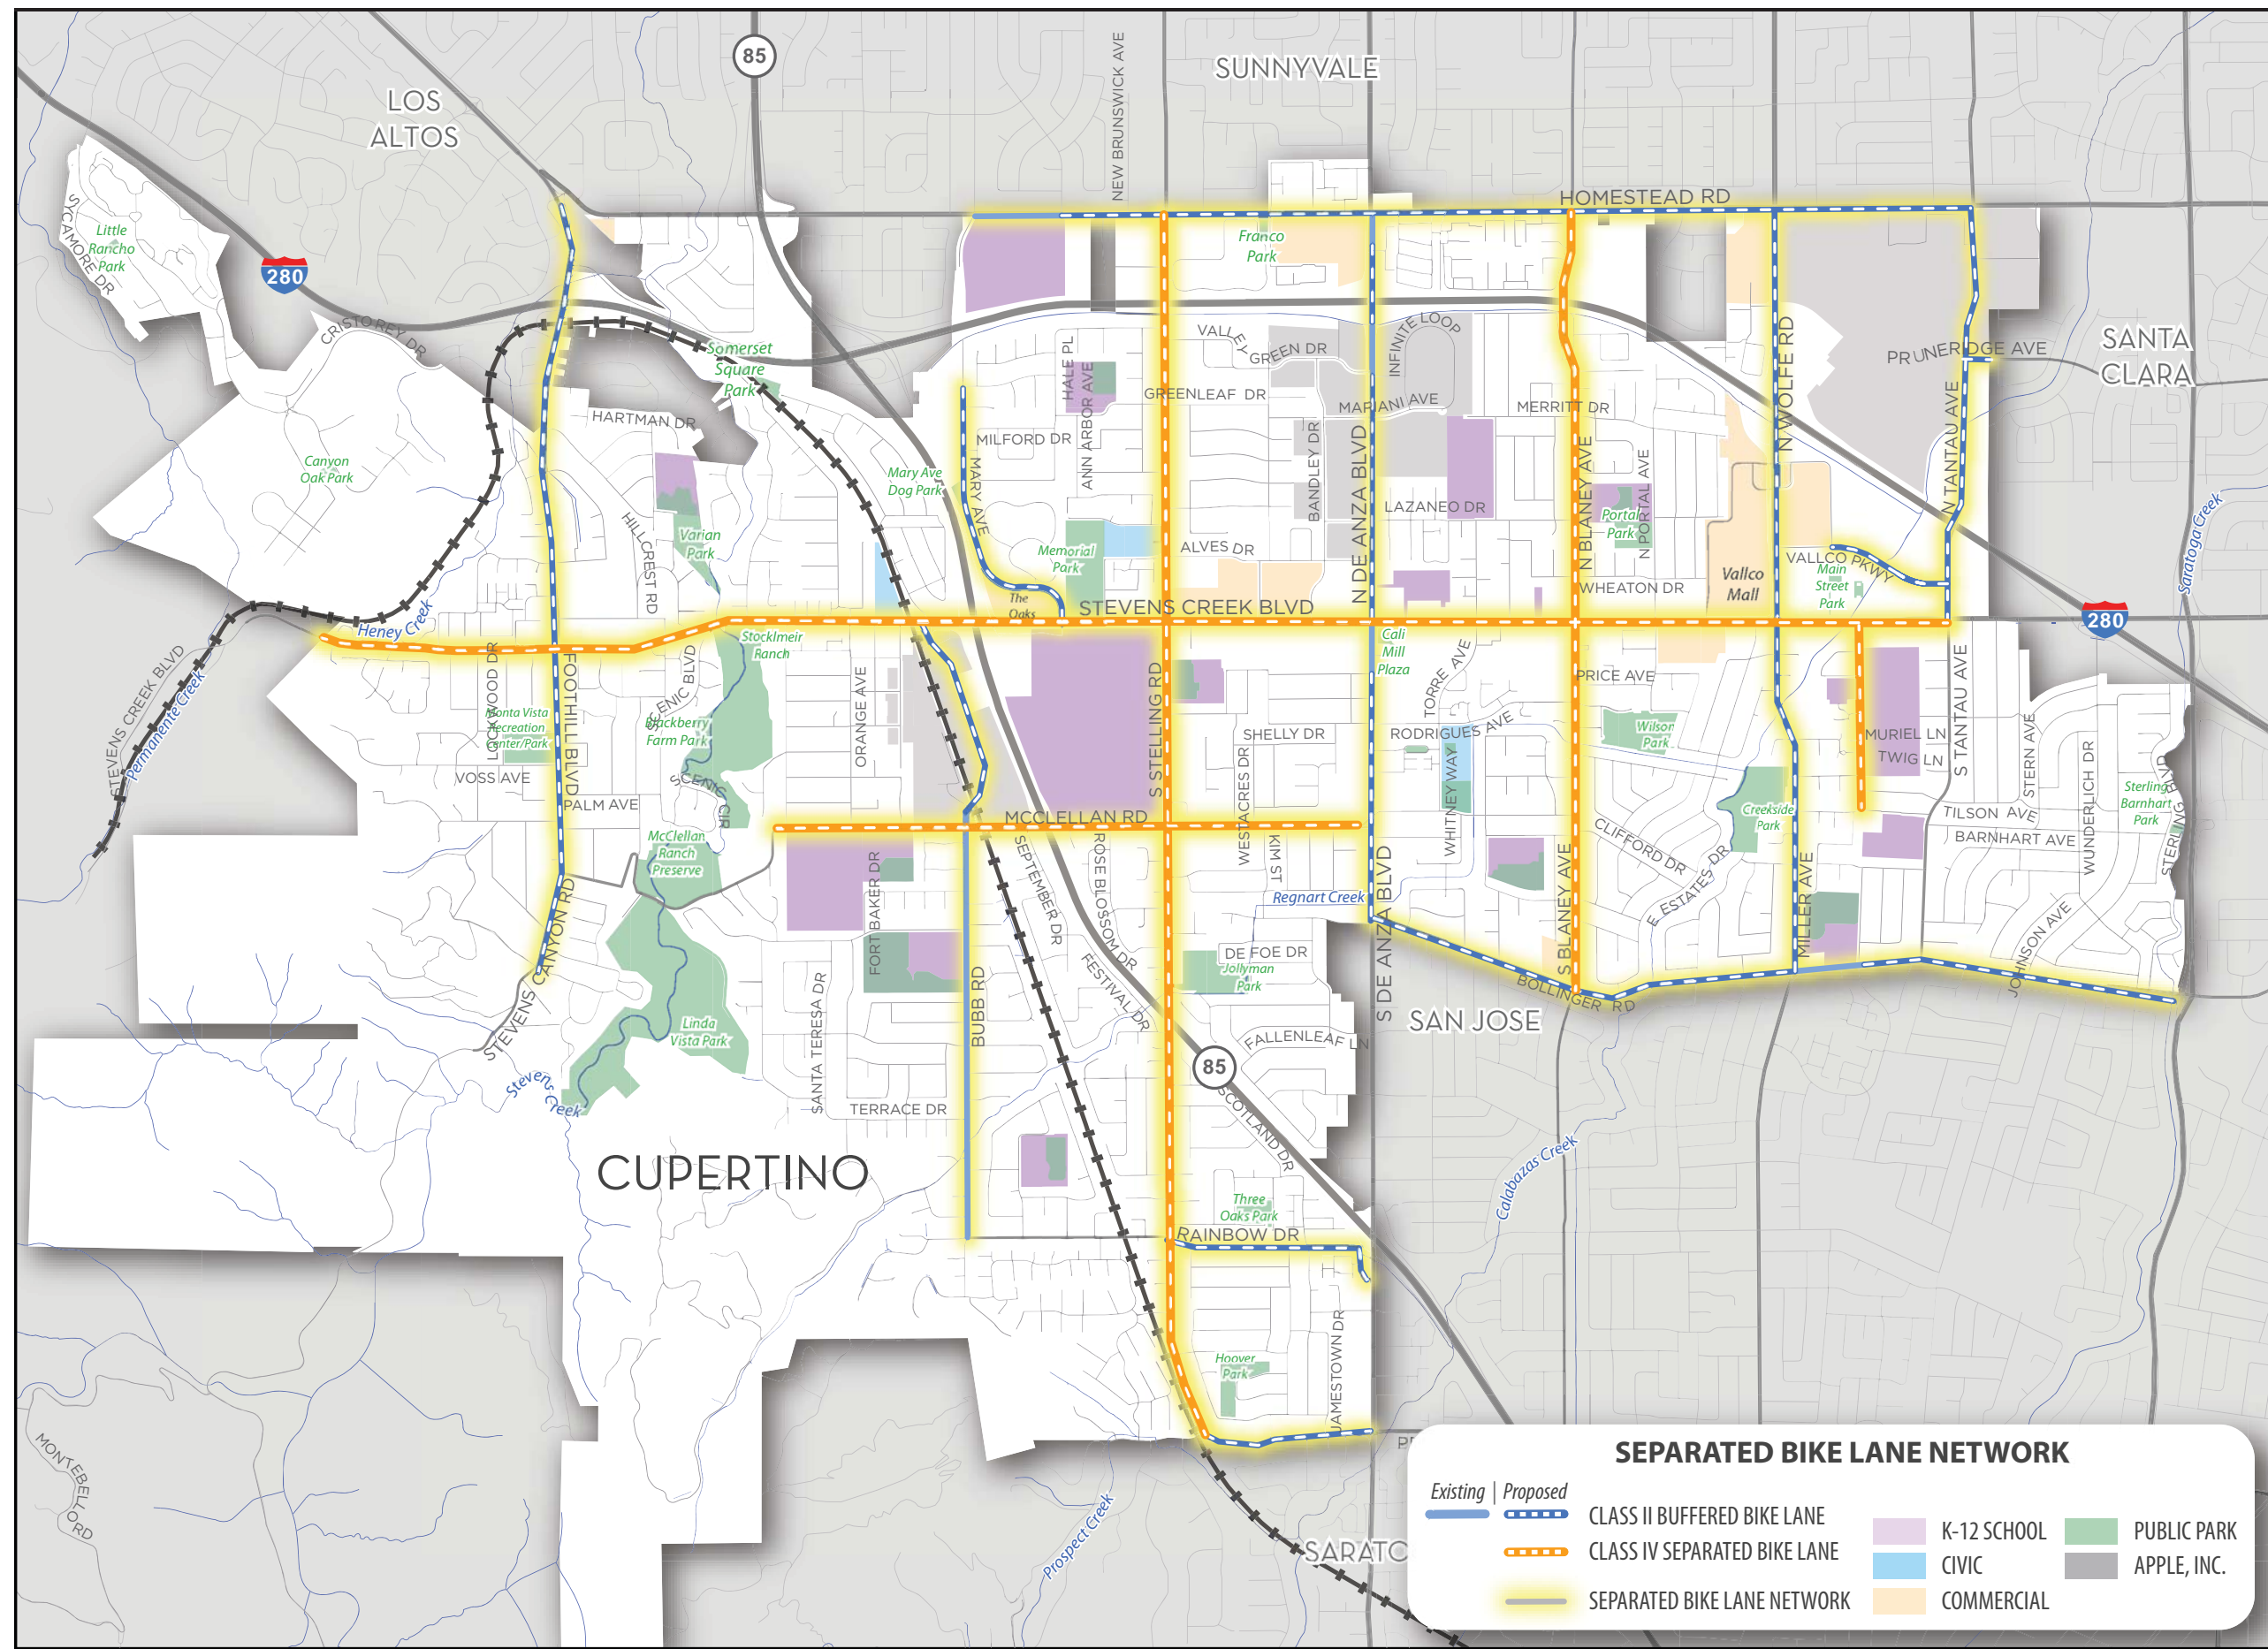 85
SUNNYVALE
NEW BRUNSWICK AVE
LOS
ALTOS
HOMESTEAD RD
SYCAMORE DR
Little
Rancho
Park
280
Franco
Park
CRISTO REY DR
Somerset
Square
Park
HALE PL
VALLEY
GREEN DR
INFINITE LOOP
N WOLFE RD
PRUNERIDGE AVE
SANTA
CLARA
HARTMAN DR
ANN ARBOR AVE
GREENLEAF DR
MARIANI AVE
MERRITT DR
MILFORD DR
BANDLEY DR
N DE ANZA BLVD
N BLANEY AVE
N PORTAL AVE
N TANTAU AVE
Canyon
Oak Park
Mary Ave
Dog Park
MARY AVE
LAZANEO DR
Portal
Park
HILLCREST RD
Varian
Park
Memorial
Park
ALVES DR
Saratoga Creek
VALLCO PKWY
Main
Street
Park
Vallco
Mall
WHEATON DR
The
Oaks
STEVENS CREEK BLVD
280
Heney Creek
Stocklmeir
Ranch
Cali
Mill
Plaza
STEVENS CREEK BLVD
Permanente Creek
LOCKWOOD DR
FOOTHILL BLVD
SCENIC BLVD
ORANGE AVE
S STELLING RD
TORRE AVE
PRICE AVE
S TANTAU AVE
Monta Vista
Recreation
Center/Park
Blackberry
Farm Park
SHELLY DR
RODRIGUES AVE
Wilson
Park
MURIEL LN
TWIG LN
STERN AVE
WUNDERLICH DR
STERLING BLVD
VOSS AVE
SCENIC CIR
WESTACRES DR
WHITNEY WAY
Sterling
Barnhart
Park
PALM AVE
MCCLELLAN RD
Creekside
Park
TILSON AVE
BARNHART AVE
McClellan
Ranch
Preserve
SEPTEMBER DR
ROSE BLOSSOM DR
KIM ST
CLIFFORD DR
E ESTATES DR
FORT BAKER DR
Regnart Creek
S DE ANZA BLVD
S BLANEY AVE
MILLER AVE
JOHNSON AVE
STEVENS CANYON RD
SANTA TERESA DR
BUBB RD
FESTIVAL DR
DE FOE DR
Jollyman
Park
BOLLINGER RD
SAN JOSE
Linda
Vista Park
FALLENLEAF LN
85
SCOTLAND DR
Stevens
Creek
TERRACE DR
Calabazas Creek
CUPERTINO
Three
Oaks Park
RAINBOW DR
JAMESTOWN DR
Hoover
Park
MONTEBELLO RD
Prospect Creek
SARATO
SEPARATED BIKE LANE NETWORK
Existing | Proposed
CLASS II BUFFERED BIKE LANE
CLASS IV SEPARATED BIKE LANE
SEPARATED BIKE LANE NETWORK
K-12 SCHOOL
CIVIC
COMMERCIAL
PUBLIC PARK
APPLE, INC.